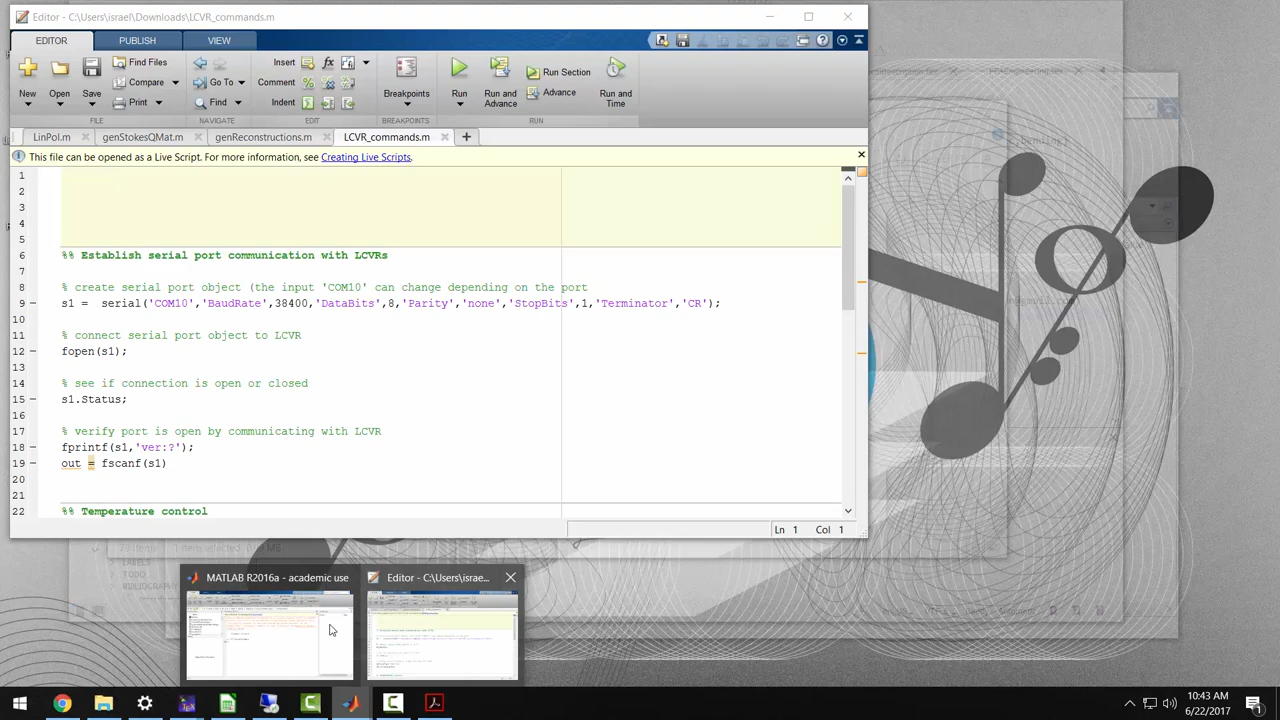 Editor - C:\Users\israel\Downloads\LCVR_commands.m
EDITOR PUBLISH VIEW
New Open Save Find Files Compare Print Go To Find Insert Comment Indent Breakpoints Run Run and Advance Run Section Advance Run and Time
FILE NAVIGATE EDIT BREAKPOINTS RUN
LinPol.m genStokesQMat.m genReconstructions.m LCVR_commands.m
This file can be opened as a Live Script. For more information, see Creating Live Scripts.
1
2
3
4
5
6 %% Establish serial port communication with LCVRs
7
8 % create serial port object (the input 'COM10' can change depending on the port
9 s1 =  serial('COM10','BaudRate',38400,'DataBits',8,'Parity','none','StopBits',1,'Terminator','CR');
10
11 % connect serial port object to LCVR
12 fopen(s1);
13
14 % see if connection is open or closed
15 s1.Status;
16
17 % verify port is open by communicating with LCVR
18 fprintf(s1,'ver:?');
19 out = fscanf(s1)
20
21
22 %% Temperature control
Ln 1 Col 1
LABELS
TODO
MATLAB R2016a - academic use
Editor - C:\Users\israe...
10:43 AM
6/22/2017
1